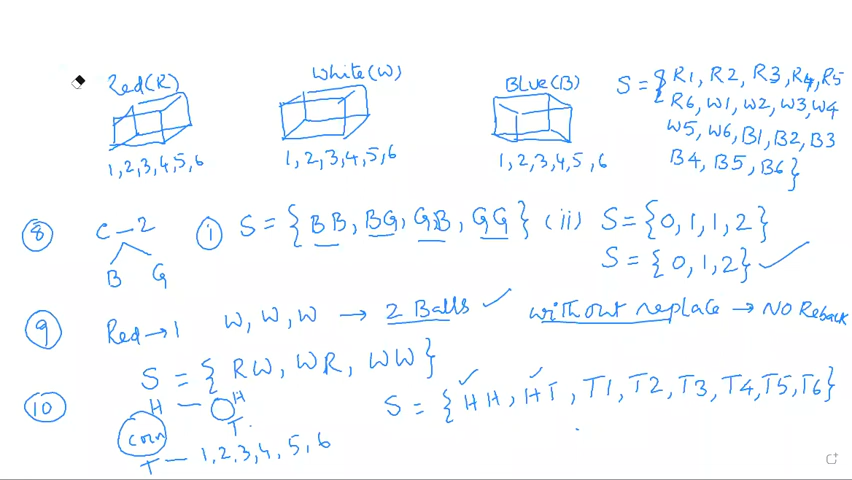 Red(R) White(W) Blue(B) S = { R1, R2, R3, R4, R5
R6, W1, W2, W3, W4
W5, W6, B1, B2, B3
1,2,3,4,5,6 1,2,3,4,5,6 1,2,3,4,5,6 B4, B5, B6}
8 C – 2 i S = {BB, BG, GB, GG} (ii) S = {0,1,1,2}
B G S = {0,1,2} ✓
9 Red → 1 W, W, W → 2 Balls ✓ without replace → NO Reback
S = { RW, WR, WW}
10 H – H S = { HH, HT, T1, T2, T3, T4, T5, T6}
T
coin
T – 1,2,3,4, 5, 6